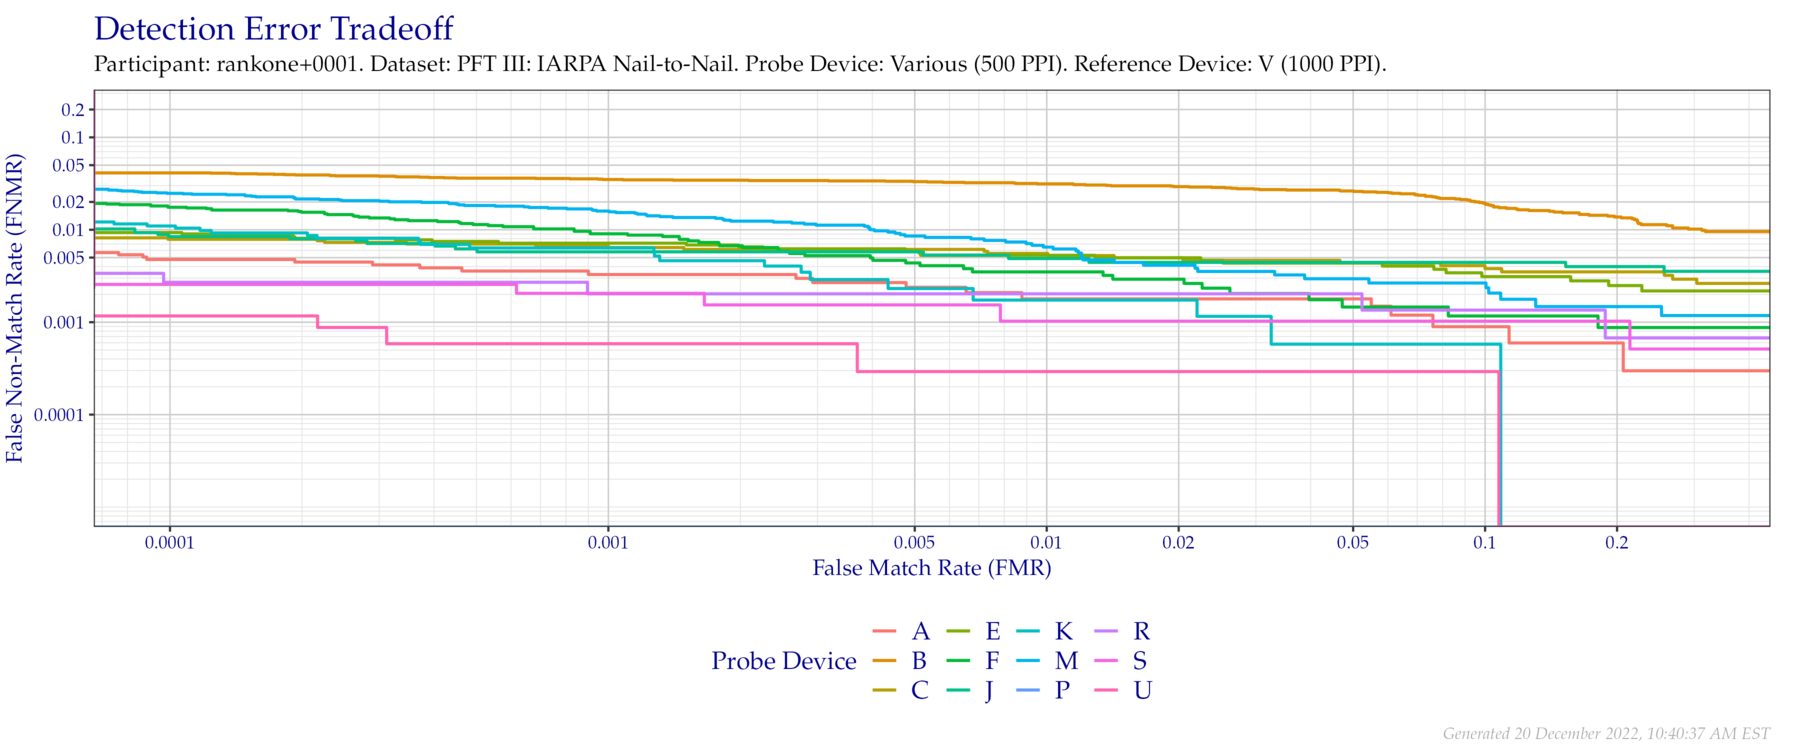 Detection Error Tradeoff
Participant: rankone+0001. Dataset: PFT III: IARPA Nail-to-Nail. Probe Device: Various (500 PPI). Reference Device: V (1000 PPI).
False Non-Match Rate (FNMR)
0.2
0.1
0.05
0.02
0.01
0.005
0.001
0.0001
0.0001 0.001 0.005 0.01 0.02 0.05 0.1 0.2
False Match Rate (FMR)
Probe Device
A E K R
B F M S
C J P U
Generated 20 December 2022, 10:40:37 AM EST